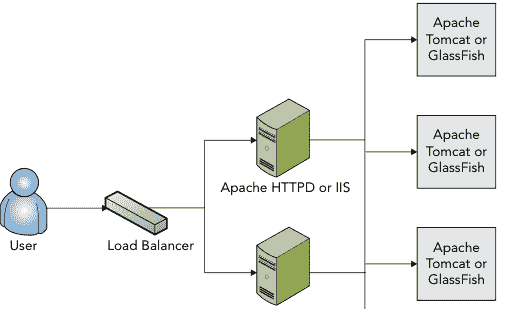 Apache
Tomcat or
GlassFish
Apache
Tomcat or
GlassFish
Apache HTTPD or IIS
User
Load Balancer
Apache
Tomcat or
GlassFish